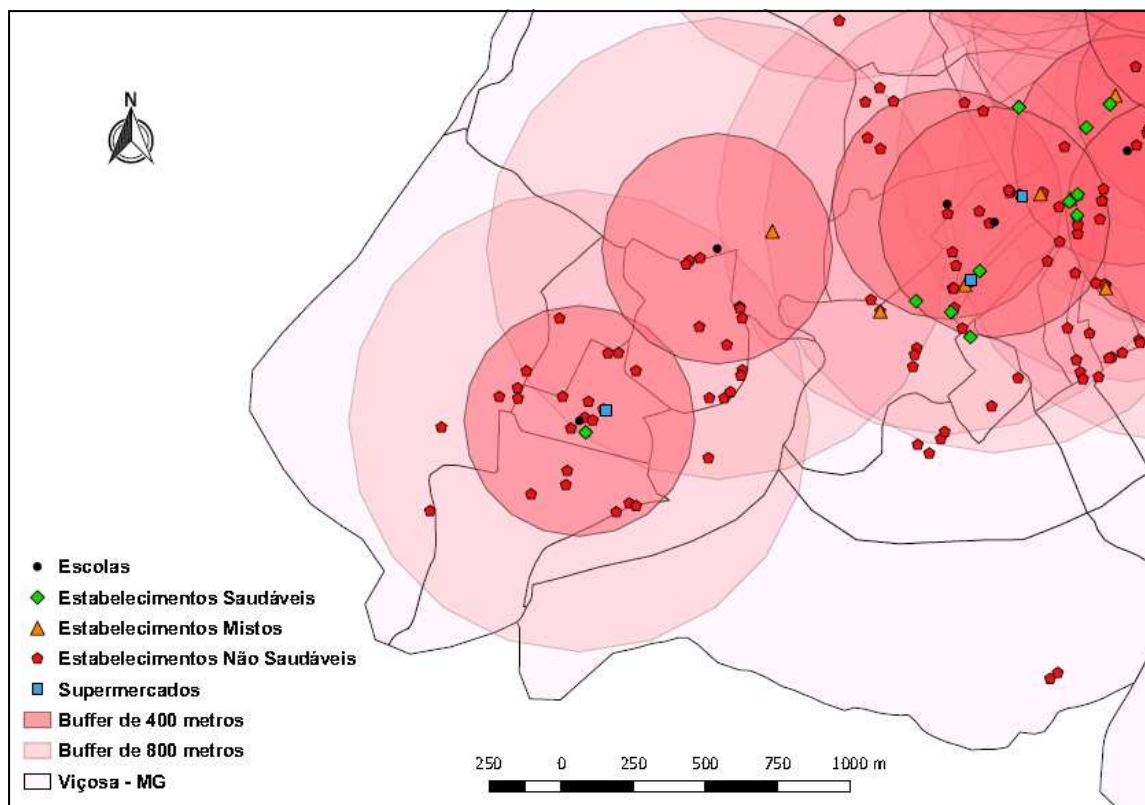 N
Escolas
Estabelecimentos Saudáveis
Estabelecimentos Mistos
Estabelecimentos Não Saudáveis
Supermercados
Buffer de 400 metros
Buffer de 800 metros
Viçosa - MG
250 0 250 500 750 1000 m